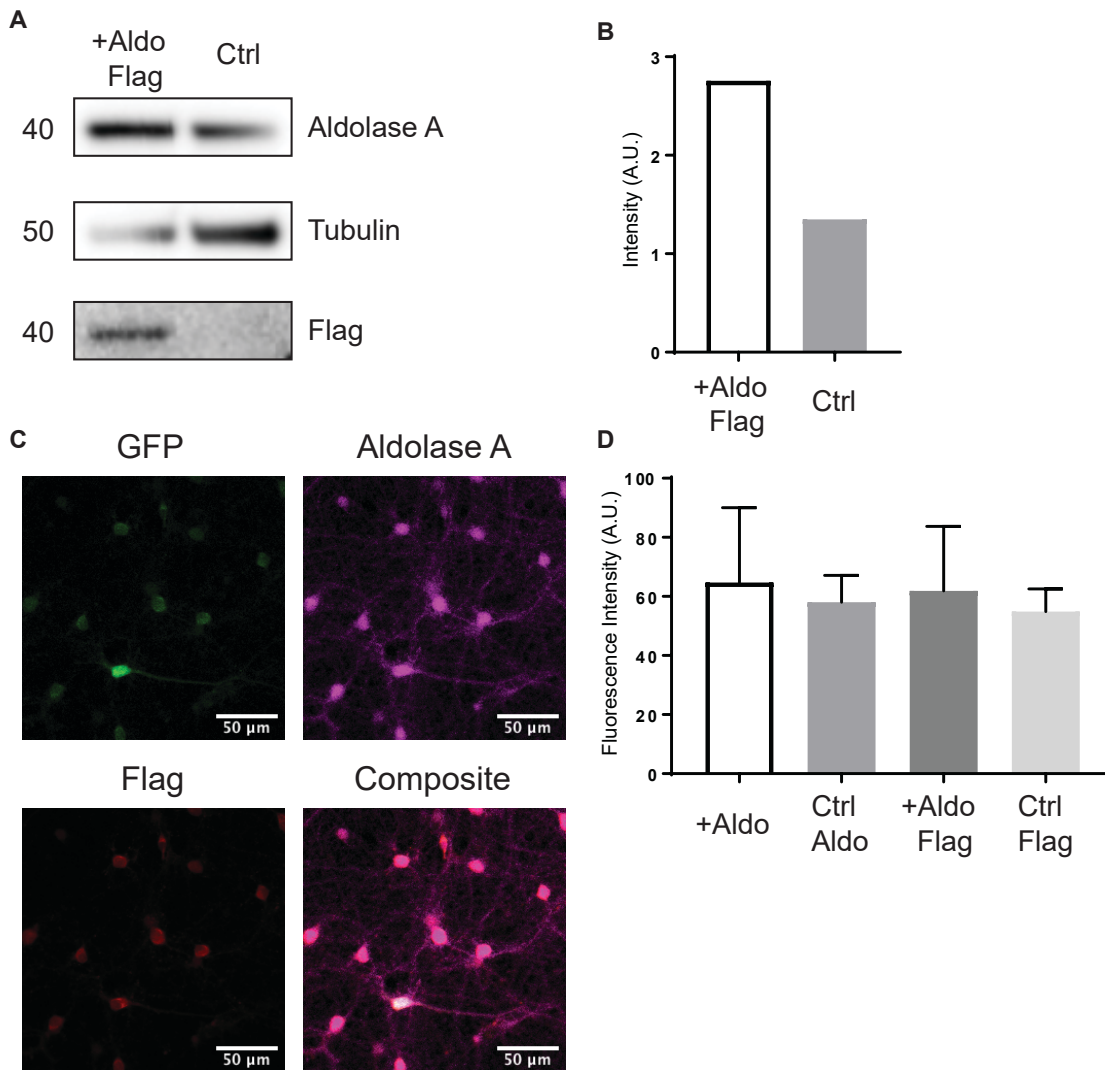 A
+Aldo
Flag
Ctrl
40
Aldolase A
50
Tubulin
40
Flag
B
Intensity (A.U.)
3
2
1
0
+Aldo
Flag
Ctrl
C
GFP
Aldolase A
50 µm
50 µm
Flag
Composite
50 µm
50 µm
D
Fluorescence Intensity (A.U.)
100
80
60
40
20
0
+Aldo
Ctrl
Aldo
+Aldo
Flag
Ctrl
Flag